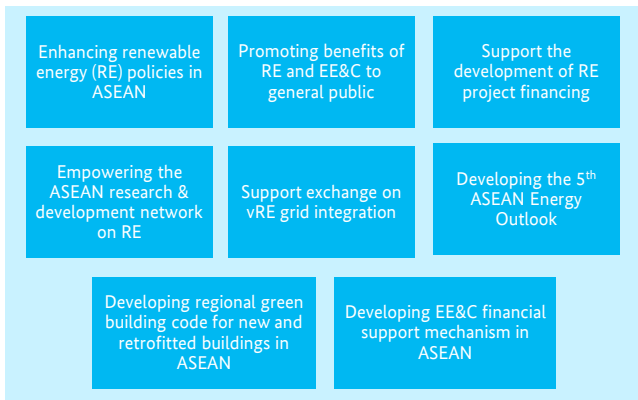 Enhancing renewable
energy (RE) policies in
ASEAN
Promoting benefits of
RE and EE&C to
general public
Support the
development of RE
project financing
Empowering the
ASEAN research &
development network
on RE
Support exchange on
vRE grid integration
Developing the 5th
ASEAN Energy
Outlook
Developing regional green
building code for new and
retrofitted buildings in
ASEAN
Developing EE&C financial
support mechanism in
ASEAN